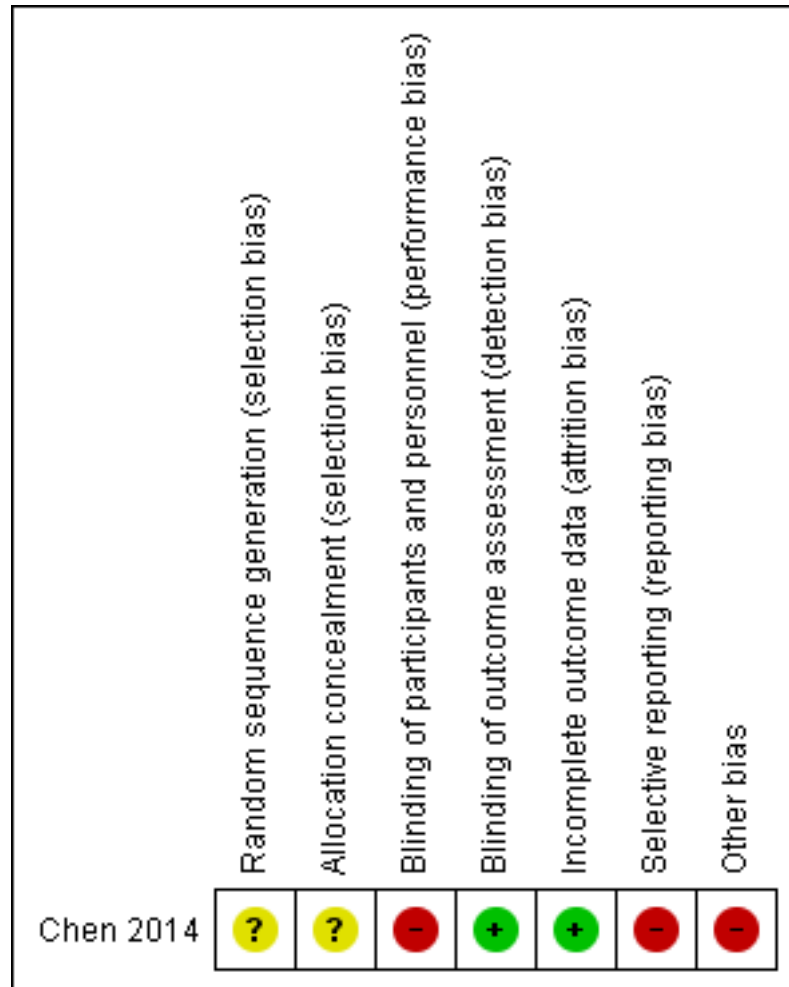 Random sequence generation (selection bias)
Allocation concealment (selection bias)
Blinding of participants and personnel (performance bias)
Blinding of outcome assessment (detection bias)
Incomplete outcome data (attrition bias)
Selective reporting (reporting bias)
Other bias
Chen 2014 ? ? - + + - -